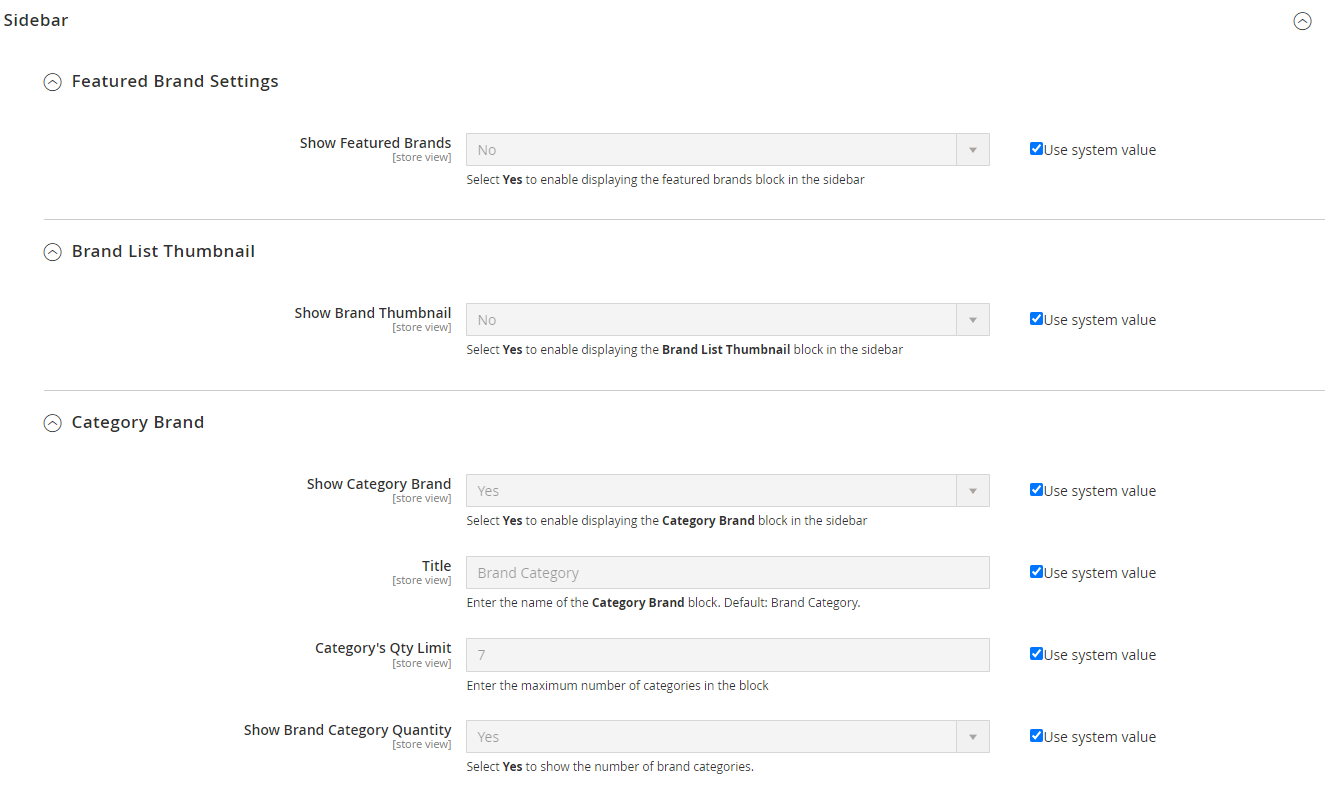 Sidebar
Featured Brand Settings
Show Featured Brands
[store view]
No
Use system value
Select Yes to enable displaying the featured brands block in the sidebar
Brand List Thumbnail
Show Brand Thumbnail
[store view]
No
Use system value
Select Yes to enable displaying the Brand List Thumbnail block in the sidebar
Category Brand
Show Category Brand
[store view]
Yes
Use system value
Select Yes to enable displaying the Category Brand block in the sidebar
Title
[store view]
Brand Category
Use system value
Enter the name of the Category Brand block. Default: Brand Category.
Category's Qty Limit
[store view]
7
Use system value
Enter the maximum number of categories in the block
Show Brand Category Quantity
[store view]
Yes
Use system value
Select Yes to show the number of brand categories.